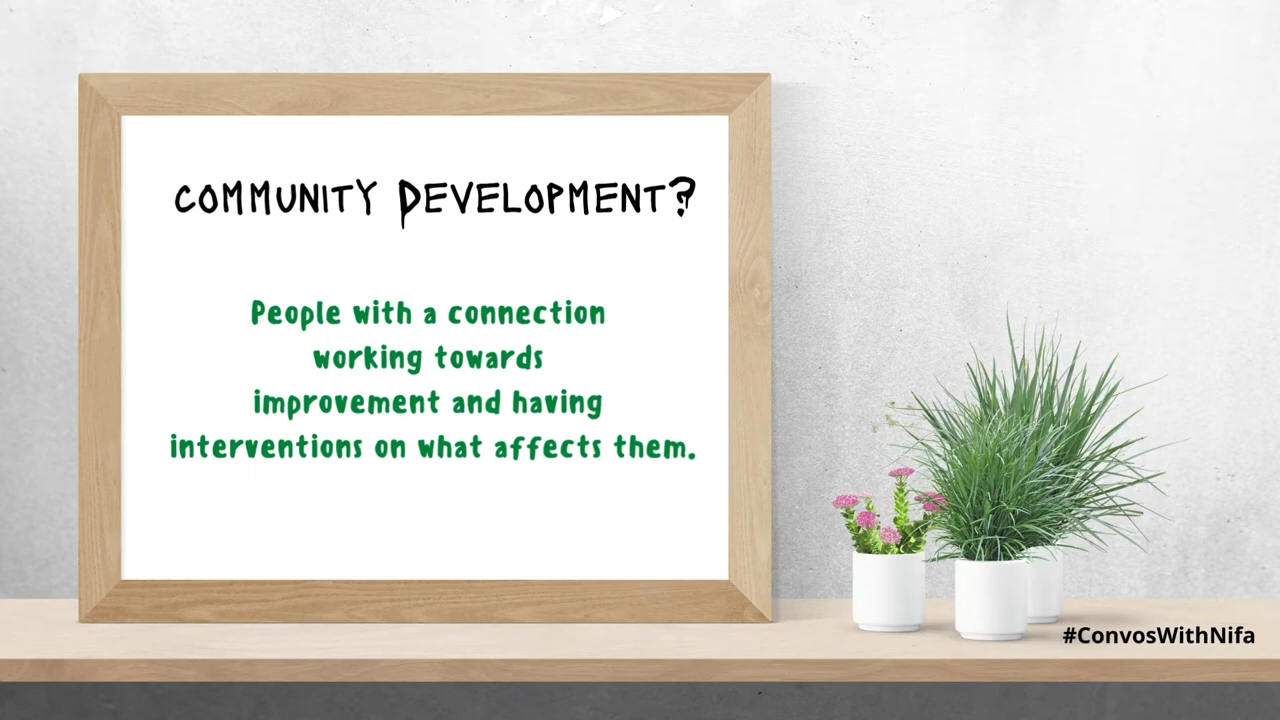 COMMUNITY DEVELOPMENT?
People with a connection
working towards
improvement and having
interventions on what affects them.
#ConvosWithNifa